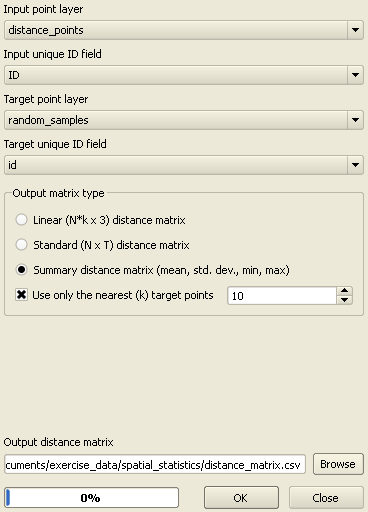 Input point layer
distance_points
Input unique ID field
ID
Target point layer
random_samples
Target unique ID field
id
Output matrix type
Linear (N*k x 3) distance matrix
Standard (N x T) distance matrix
Summary distance matrix (mean, std. dev., min, max)
Use only the nearest (k) target points 10
Output distance matrix
cuments/exercise_data/spatial_statistics/distance_matrix.csv Browse
0% OK Close